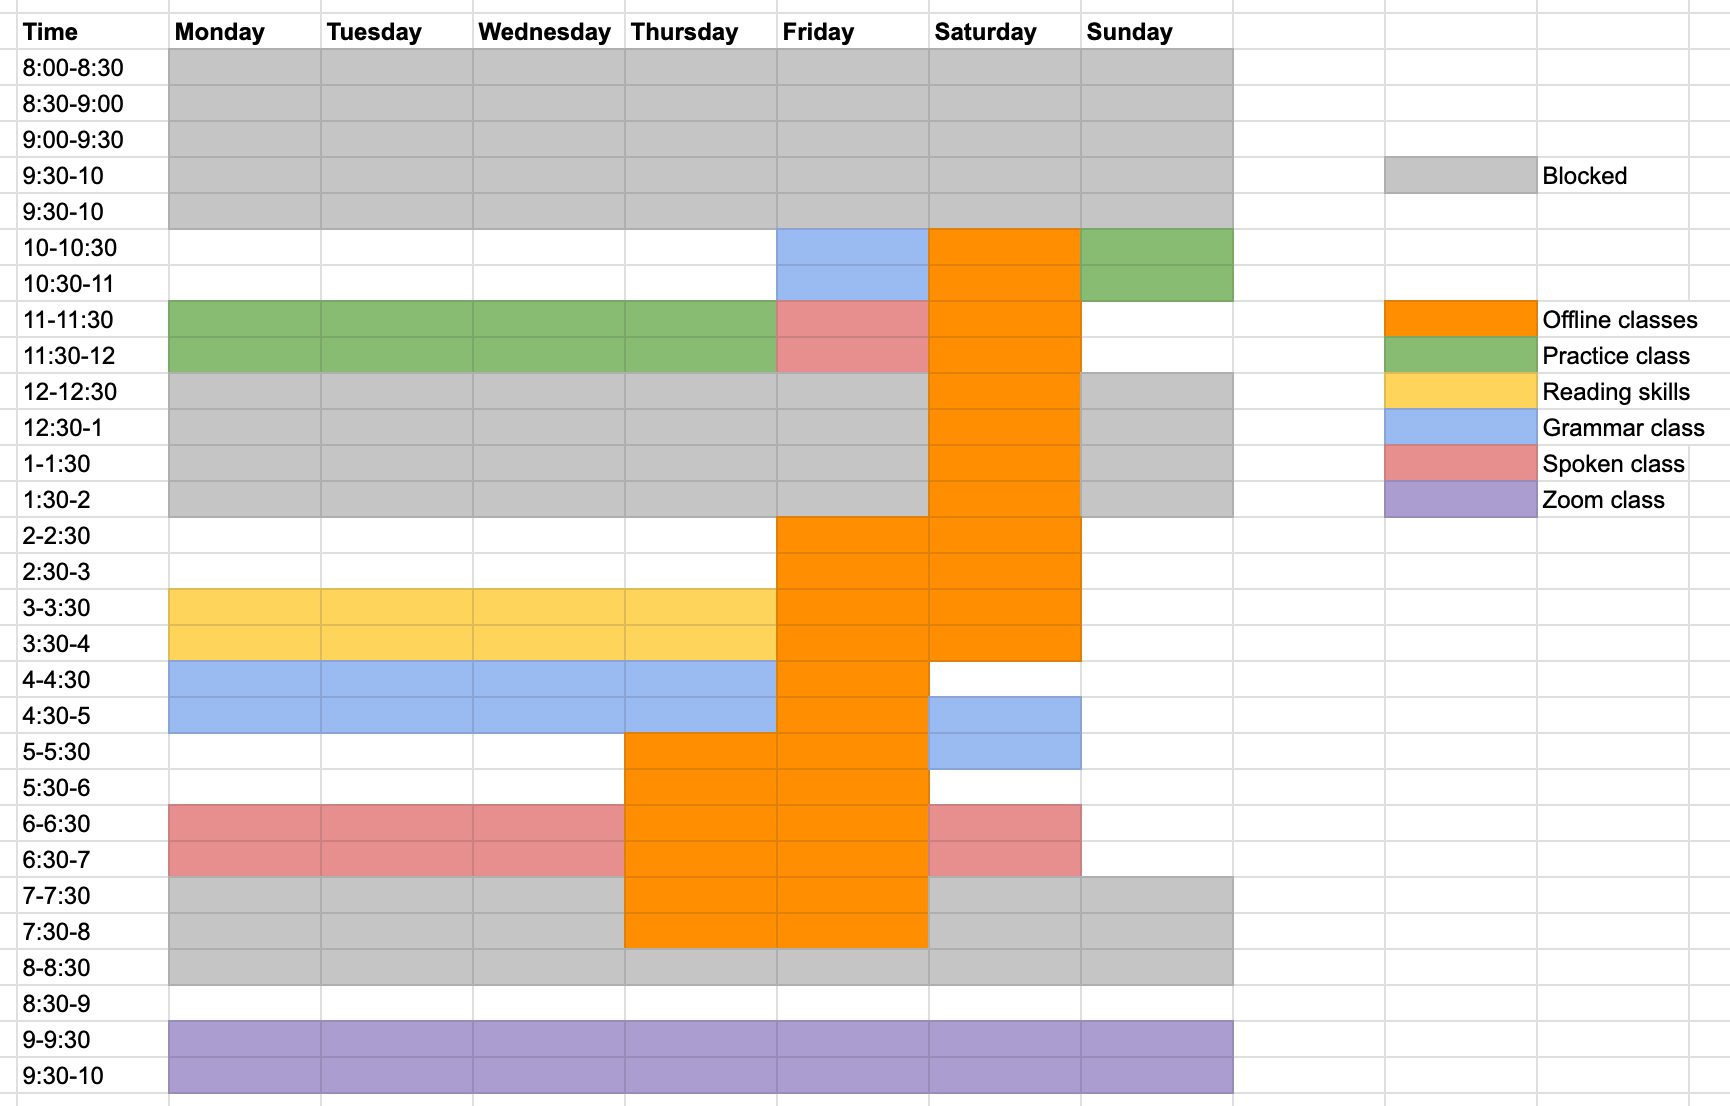 Time Monday Tuesday Wednesday Thursday Friday Saturday Sunday
8:00-8:30
8:30-9:00
9:00-9:30
9:30-10 Blocked
9:30-10
10-10:30
10:30-11
11-11:30 Offline classes
11:30-12 Practice class
12-12:30 Reading skills
12:30-1 Grammar class
1-1:30 Spoken class
1:30-2 Zoom class
2-2:30
2:30-3
3-3:30
3:30-4
4-4:30
4:30-5
5-5:30
5:30-6
6-6:30
6:30-7
7-7:30
7:30-8
8-8:30
8:30-9
9-9:30
9:30-10